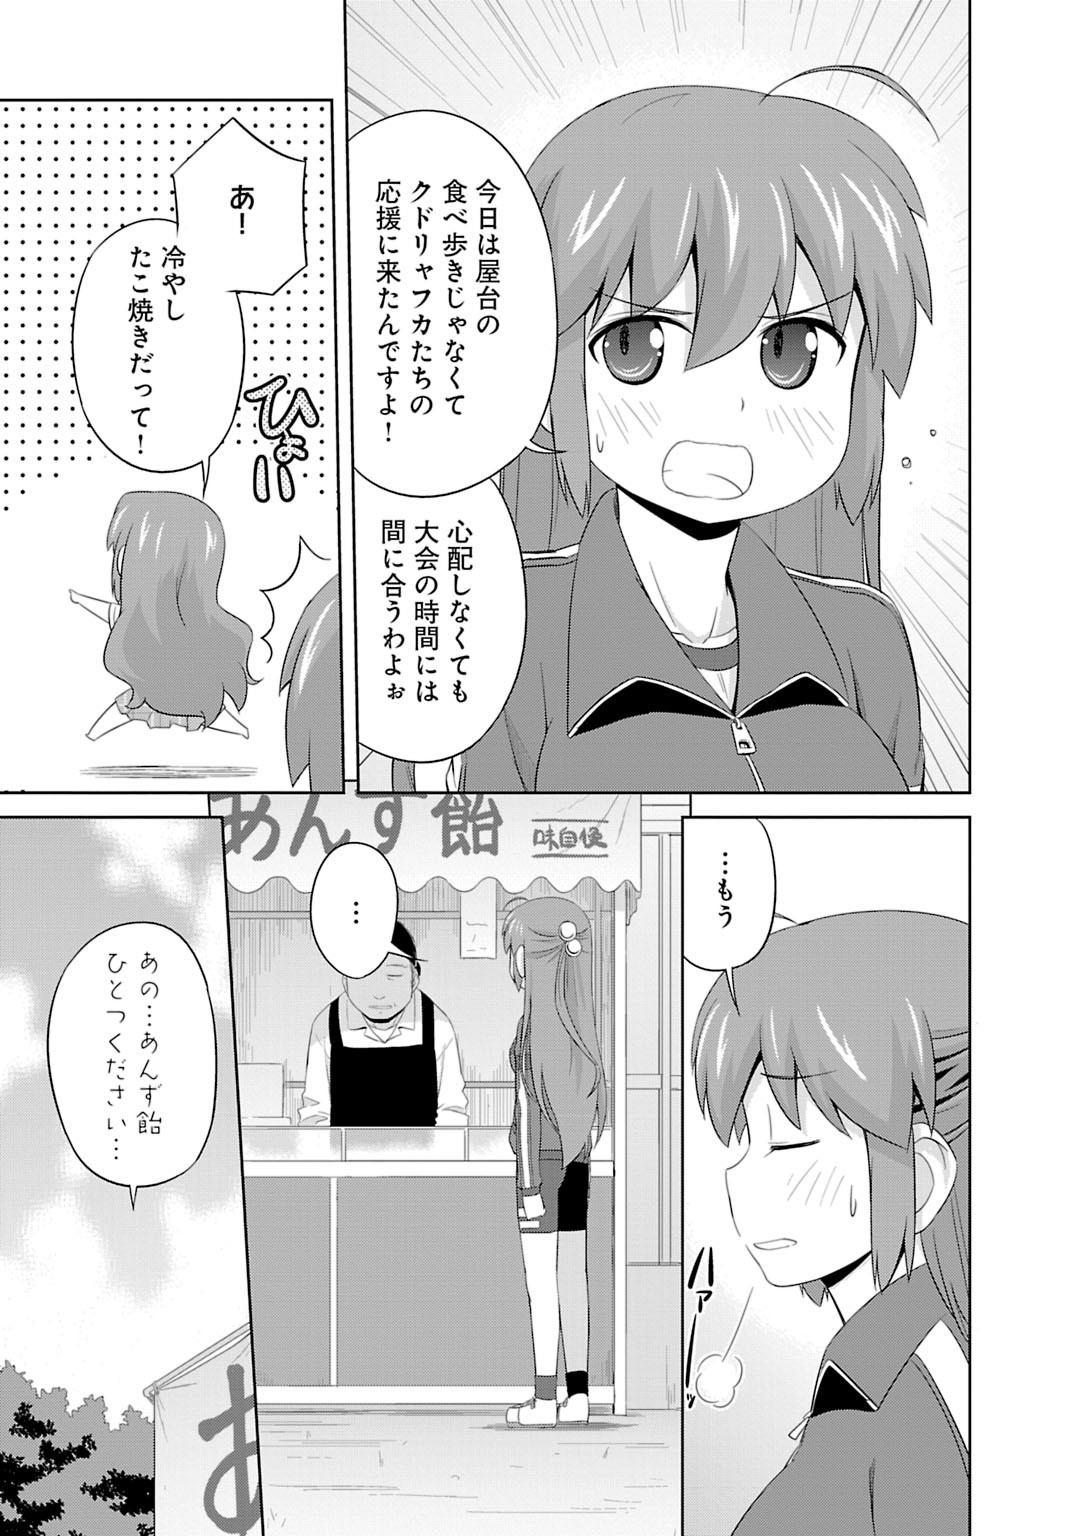 今日は屋台の
食べ歩きじゃなくて
クドリャフカたちの
応援に来たんですよ！
心配しなくても
大会の時間には
間に合うわよぉ
あ！
冷やし
たこ焼きだって！
ひょいっ
…もう
ハァーッ
あんず飴
味自慢
…
あの…あんず飴
ひとつください…
あ